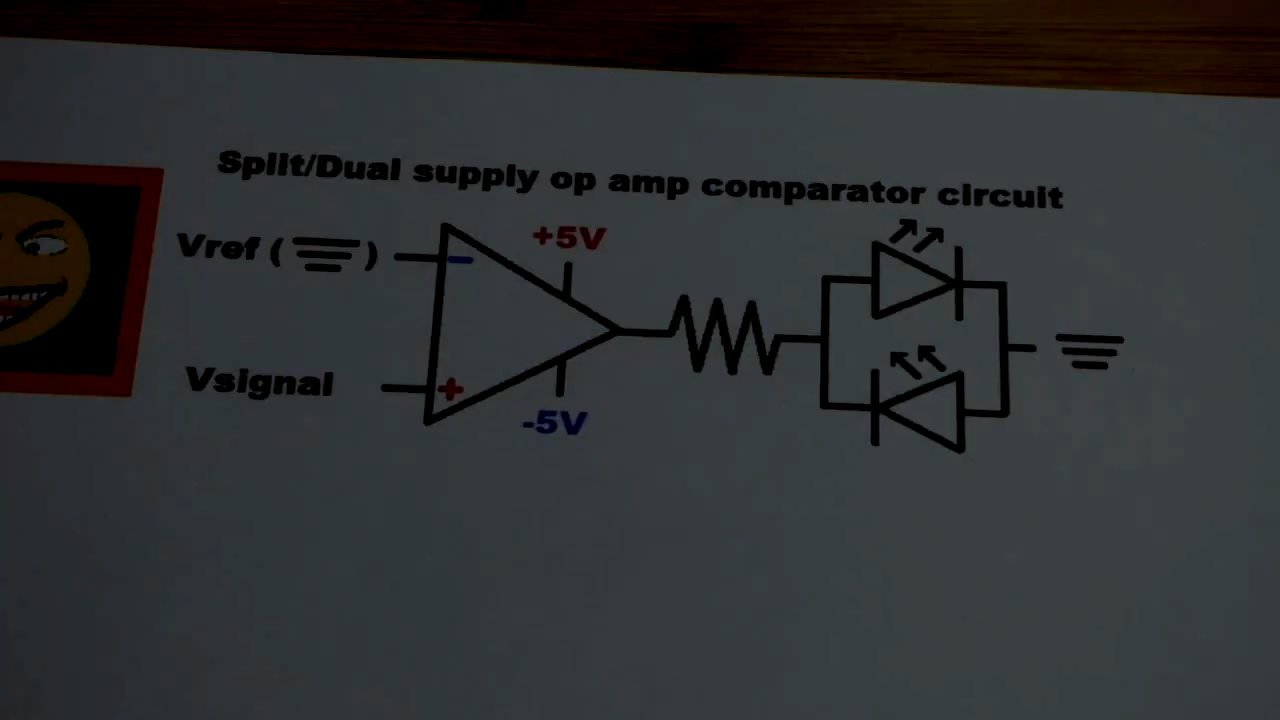 Split/Dual supply op amp comparator circuit
+5V
Vref ( )
-
Vsignal
+
-5V